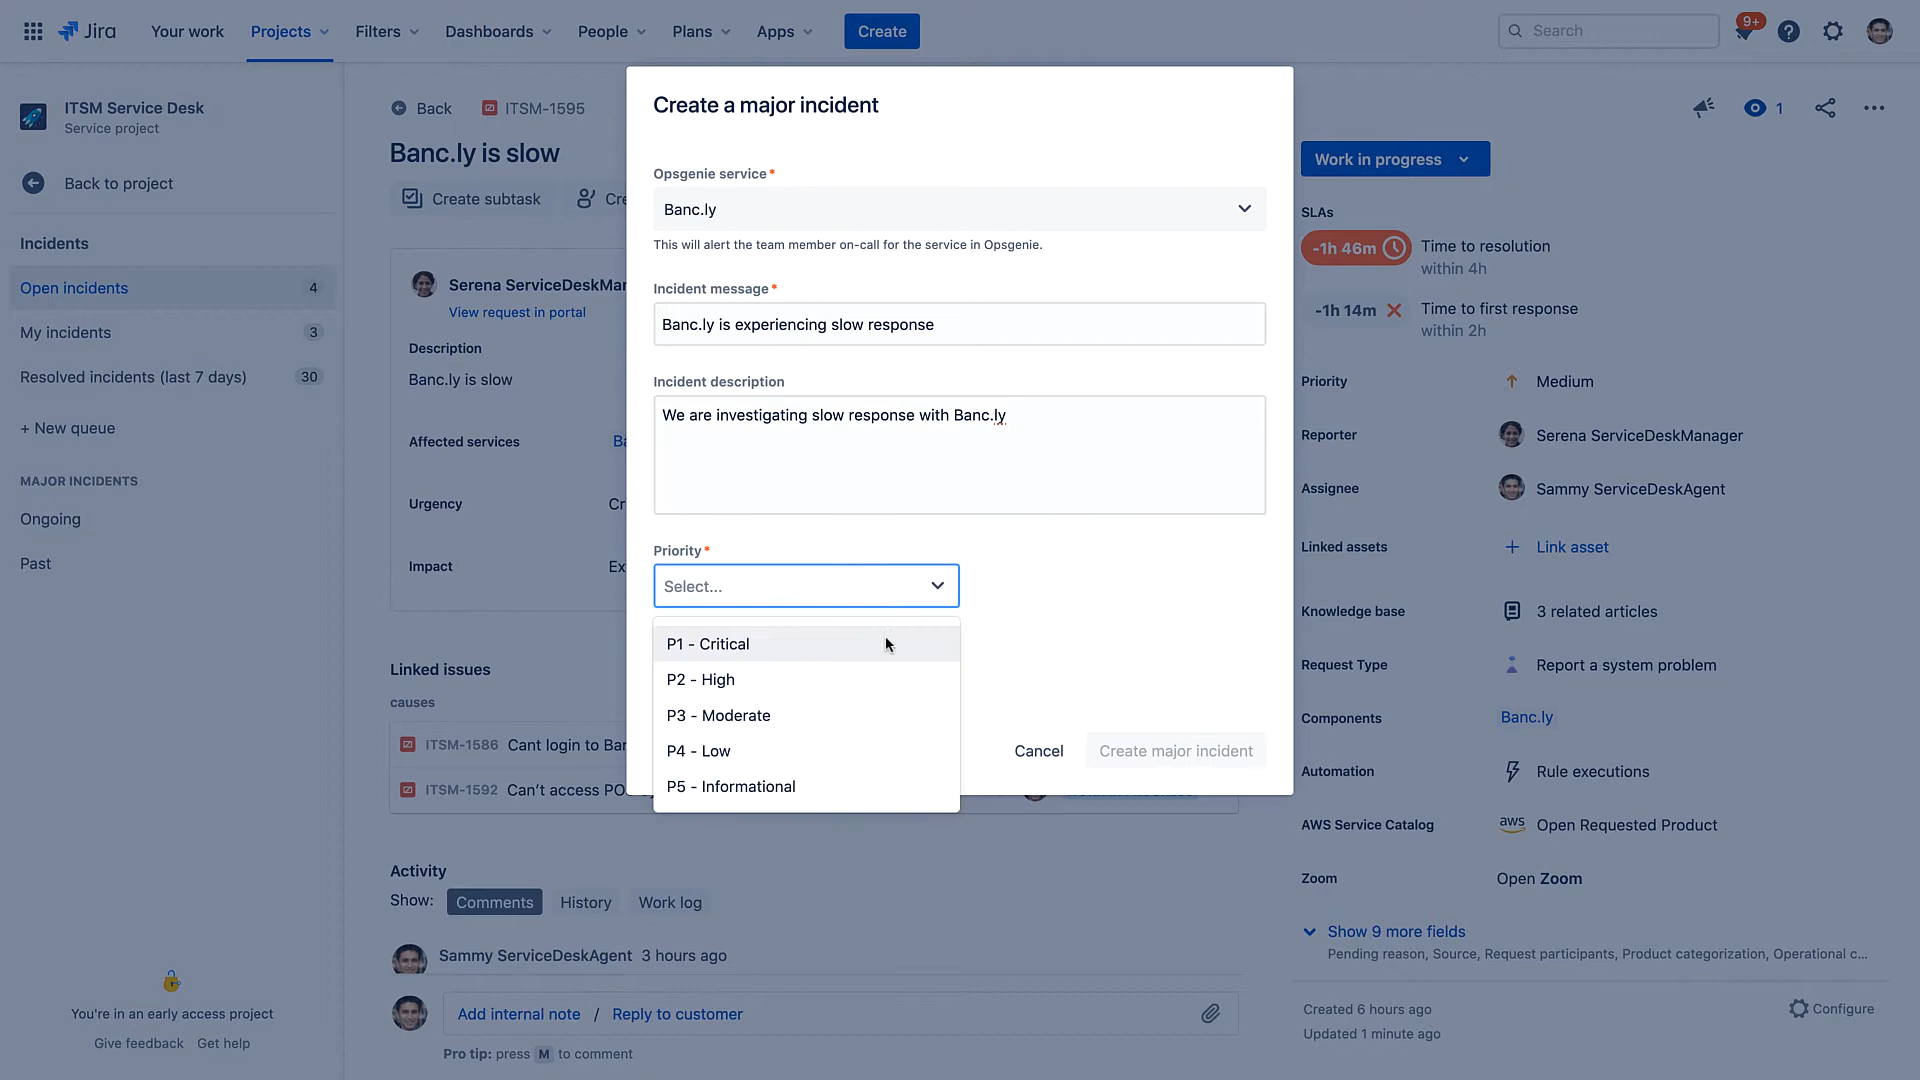 Jira
Your work
Projects
Filters
Dashboards
People
Plans
Apps
Create
Search
9+
ITSM Service Desk
Service project
Back to project
Incidents
Open incidents 4
My incidents 3
Resolved incidents (last 7 days) 30
+ New queue
MAJOR INCIDENTS
Ongoing
Past
You're in an early access project
Give feedback Get help
Back ITSM-1595
Banc.ly is slow
Create subtask
Serena
View request in portal
Description
Banc.ly is slow
Affected services
Urgency
Impact
Linked issues
causes
ITSM-1586 Cant login to
ITSM-1592 Can't access
Activity
Show: Comments History Work log
Sammy ServiceDeskAgent 3 hours ago
Add internal note / Reply to customer
Pro tip: press M to comment
Create a major incident
Opsgenie service*
Banc.ly
This will alert the team member on-call for the service in Opsgenie.
Incident message*
Banc.ly is experiencing slow response
Incident description
We are investigating slow response with Banc.ly
Priority*
Select...
P1 - Critical
P2 - High
P3 - Moderate
P4 - Low
P5 - Informational
Cancel
Create major incident
1
Work in progress
SLAs
-1h 46m Time to resolution
within 4h
-1h 14m Time to first response
within 2h
Priority Medium
Reporter Serena ServiceDeskManager
Assignee Sammy ServiceDeskAgent
Linked assets Link asset
Knowledge base 3 related articles
Request Type Report a system problem
Components Banc.ly
Automation Rule executions
AWS Service Catalog aws Open Requested Product
Zoom Open Zoom
Show 9 more fields
Pending reason, Source, Request participants, Product categorization, Operational c...
Created 6 hours ago
Configure
Updated 1 minute ago